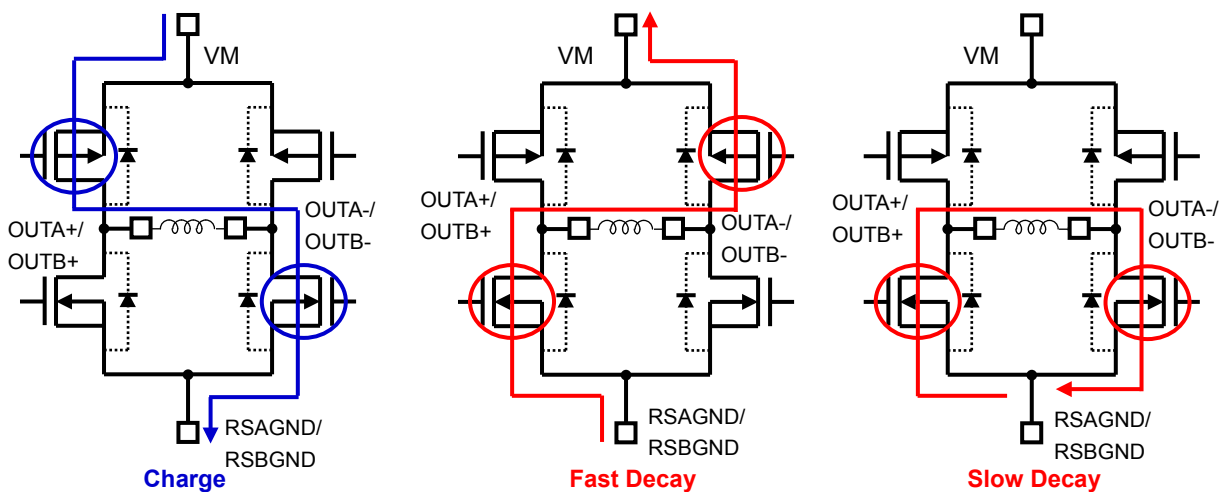 VM
OUTA+/
OUTB+
OUTA-/
OUTB-
RSAGND/
RSBGND
Charge
VM
OUTA+/
OUTB+
OUTA-/
OUTB-
RSAGND/
RSBGND
Fast Decay
VM
OUTA+/
OUTB+
OUTA-/
OUTB-
RSAGND/
RSBGND
Slow Decay